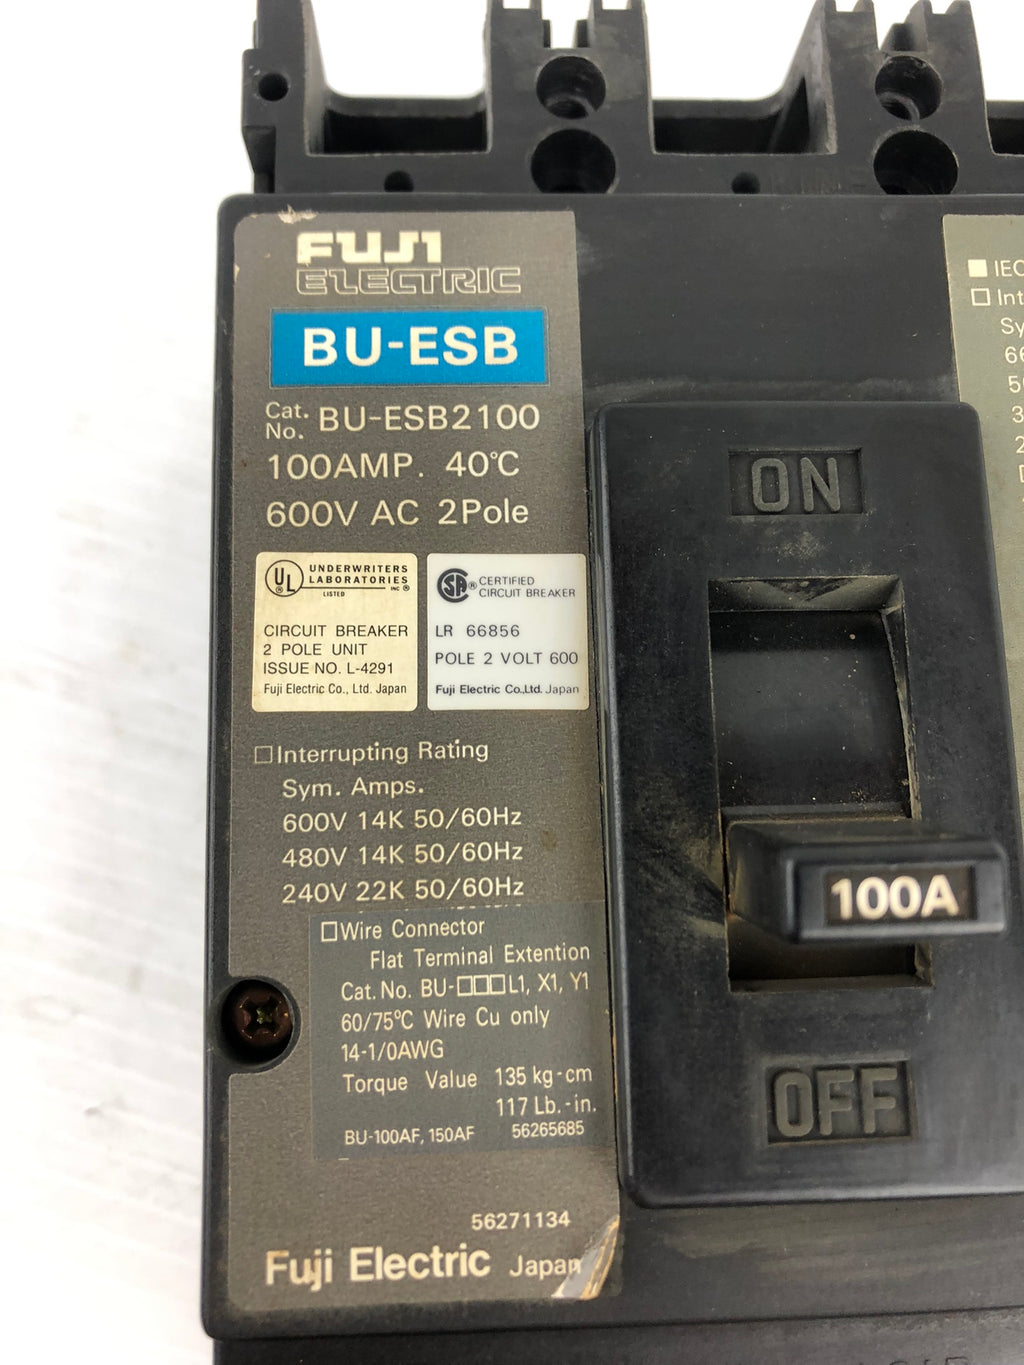 FUJI
ELECTRIC
BU-ESB
Cat. No. BU-ESB2100
100AMP. 40°C
600V AC 2Pole
UL UNDERWRITERS
LABORATORIES
INC ®
LISTED
CIRCUIT BREAKER
2 POLE UNIT
ISSUE NO. L-4291
Fuji Electric Co., Ltd. Japan
SA ® CERTIFIED
CIRCUIT BREAKER
LR 66856
POLE 2 VOLT 600
Fuji Electric Co.,Ltd. Japan
□Interrupting Rating
Sym. Amps.
600V 14K 50/60Hz
480V 14K 50/60Hz
240V 22K 50/60Hz
□Wire Connector
Flat Terminal Extention
Cat. No. BU-□□□L1, X1, Y1
60/75°C Wire Cu only
14-1/0AWG
Torque Value 135 kg-cm
117 Lb.-in.
BU-100AF, 150AF 56265685
56271134
Fuji Electric Japan
ON
100A
OFF
■ IEC
□ Int
Sy